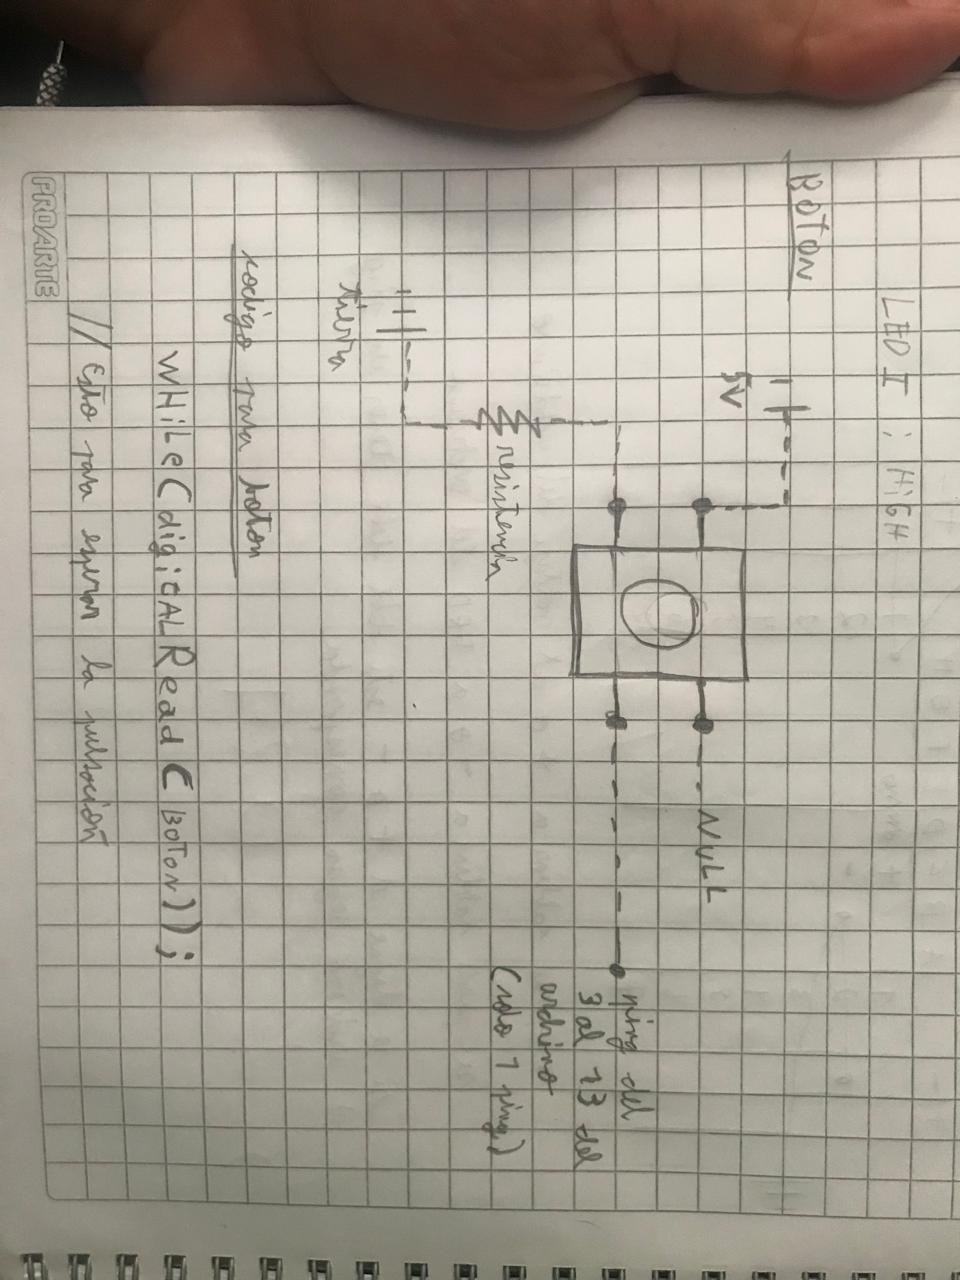 LED I : HiGH
BOTON
5V
NULL
ping del
3 al 13 del
arduino
(solo 1 ping)
resistencia
tierra
codigo para boton
WHiLe (digiTALRead (BOTON));
// Esto para esperar la pulsación
PROARTE